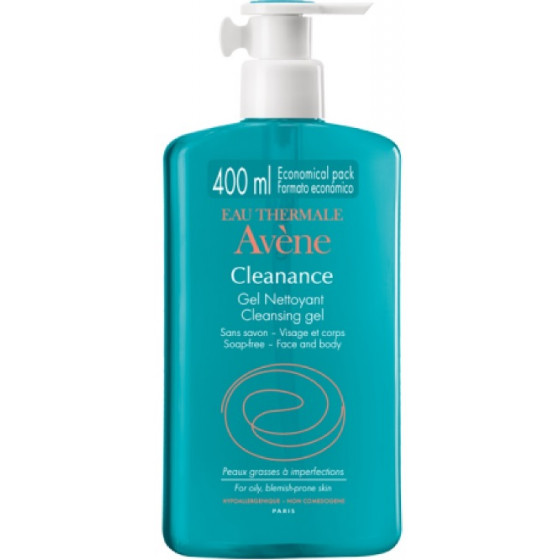 400 ml
Economical pack
Formato económico
EAU THERMALE
Avène
Cleanance
Gel Nettoyant
Cleansing gel
Sans savon – Visage et corps
Soap-free – Face and body
Peaux grasses à imperfections
For oily, blemish-prone skin
HYPOALLERGENIQUE – NON COMEDOGENE
PARIS